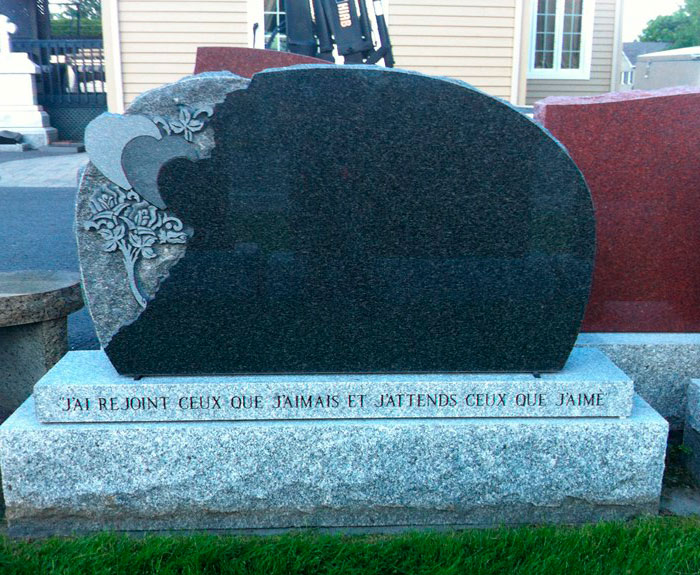 "J'AI REJOINT CEUX QUE J'AIMAIS ET J'ATTENDS CEUX QUE J'AIME"